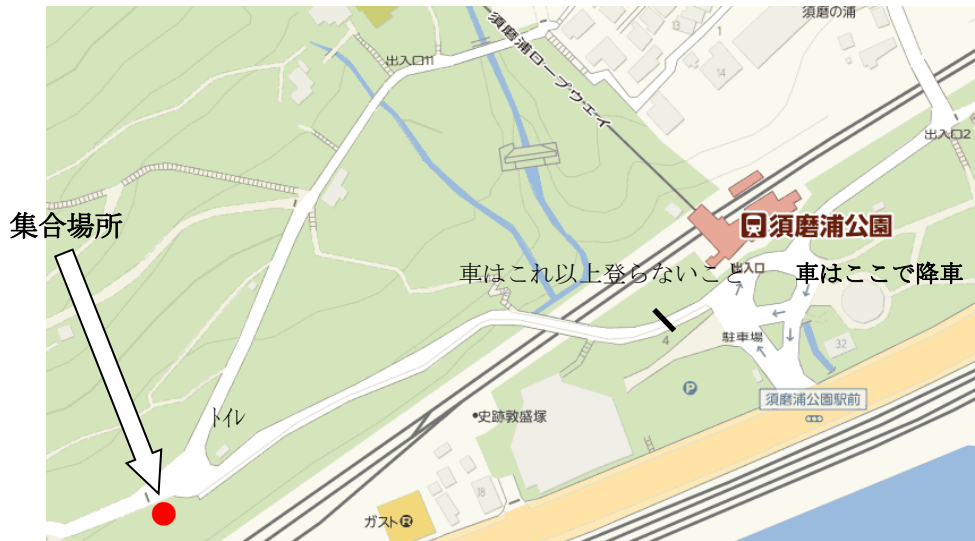 須磨の浦
13
1
14
須磨浦ロープウェイ
出入口11
出入口2
集合場所
須磨浦公園
車はこれ以上登らないこと
出入口
車はここで降車
4
駐車場
32
P
須磨浦公園駅前
トイレ
史跡敦盛塚
18
ガスト R